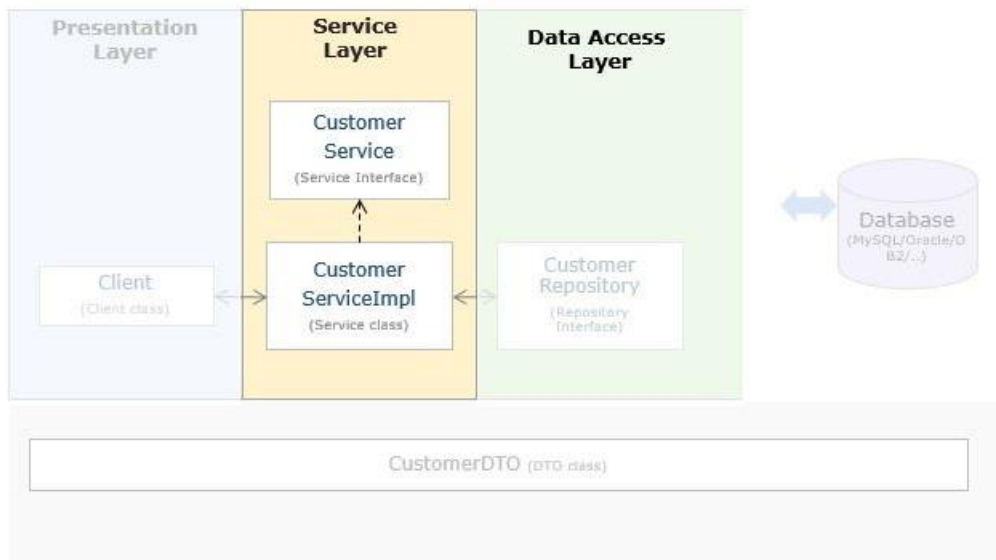 Presentation
Layer
Service
Layer
Data Access
Layer
Customer
Service
(Service Interface)
Client
(Client class)
Customer
ServiceImpl
(Service class)
Customer
Repository
(Repository
Interface)
Database
(MySQL/Oracle/D
B2/..)
CustomerDTO (DTO class)